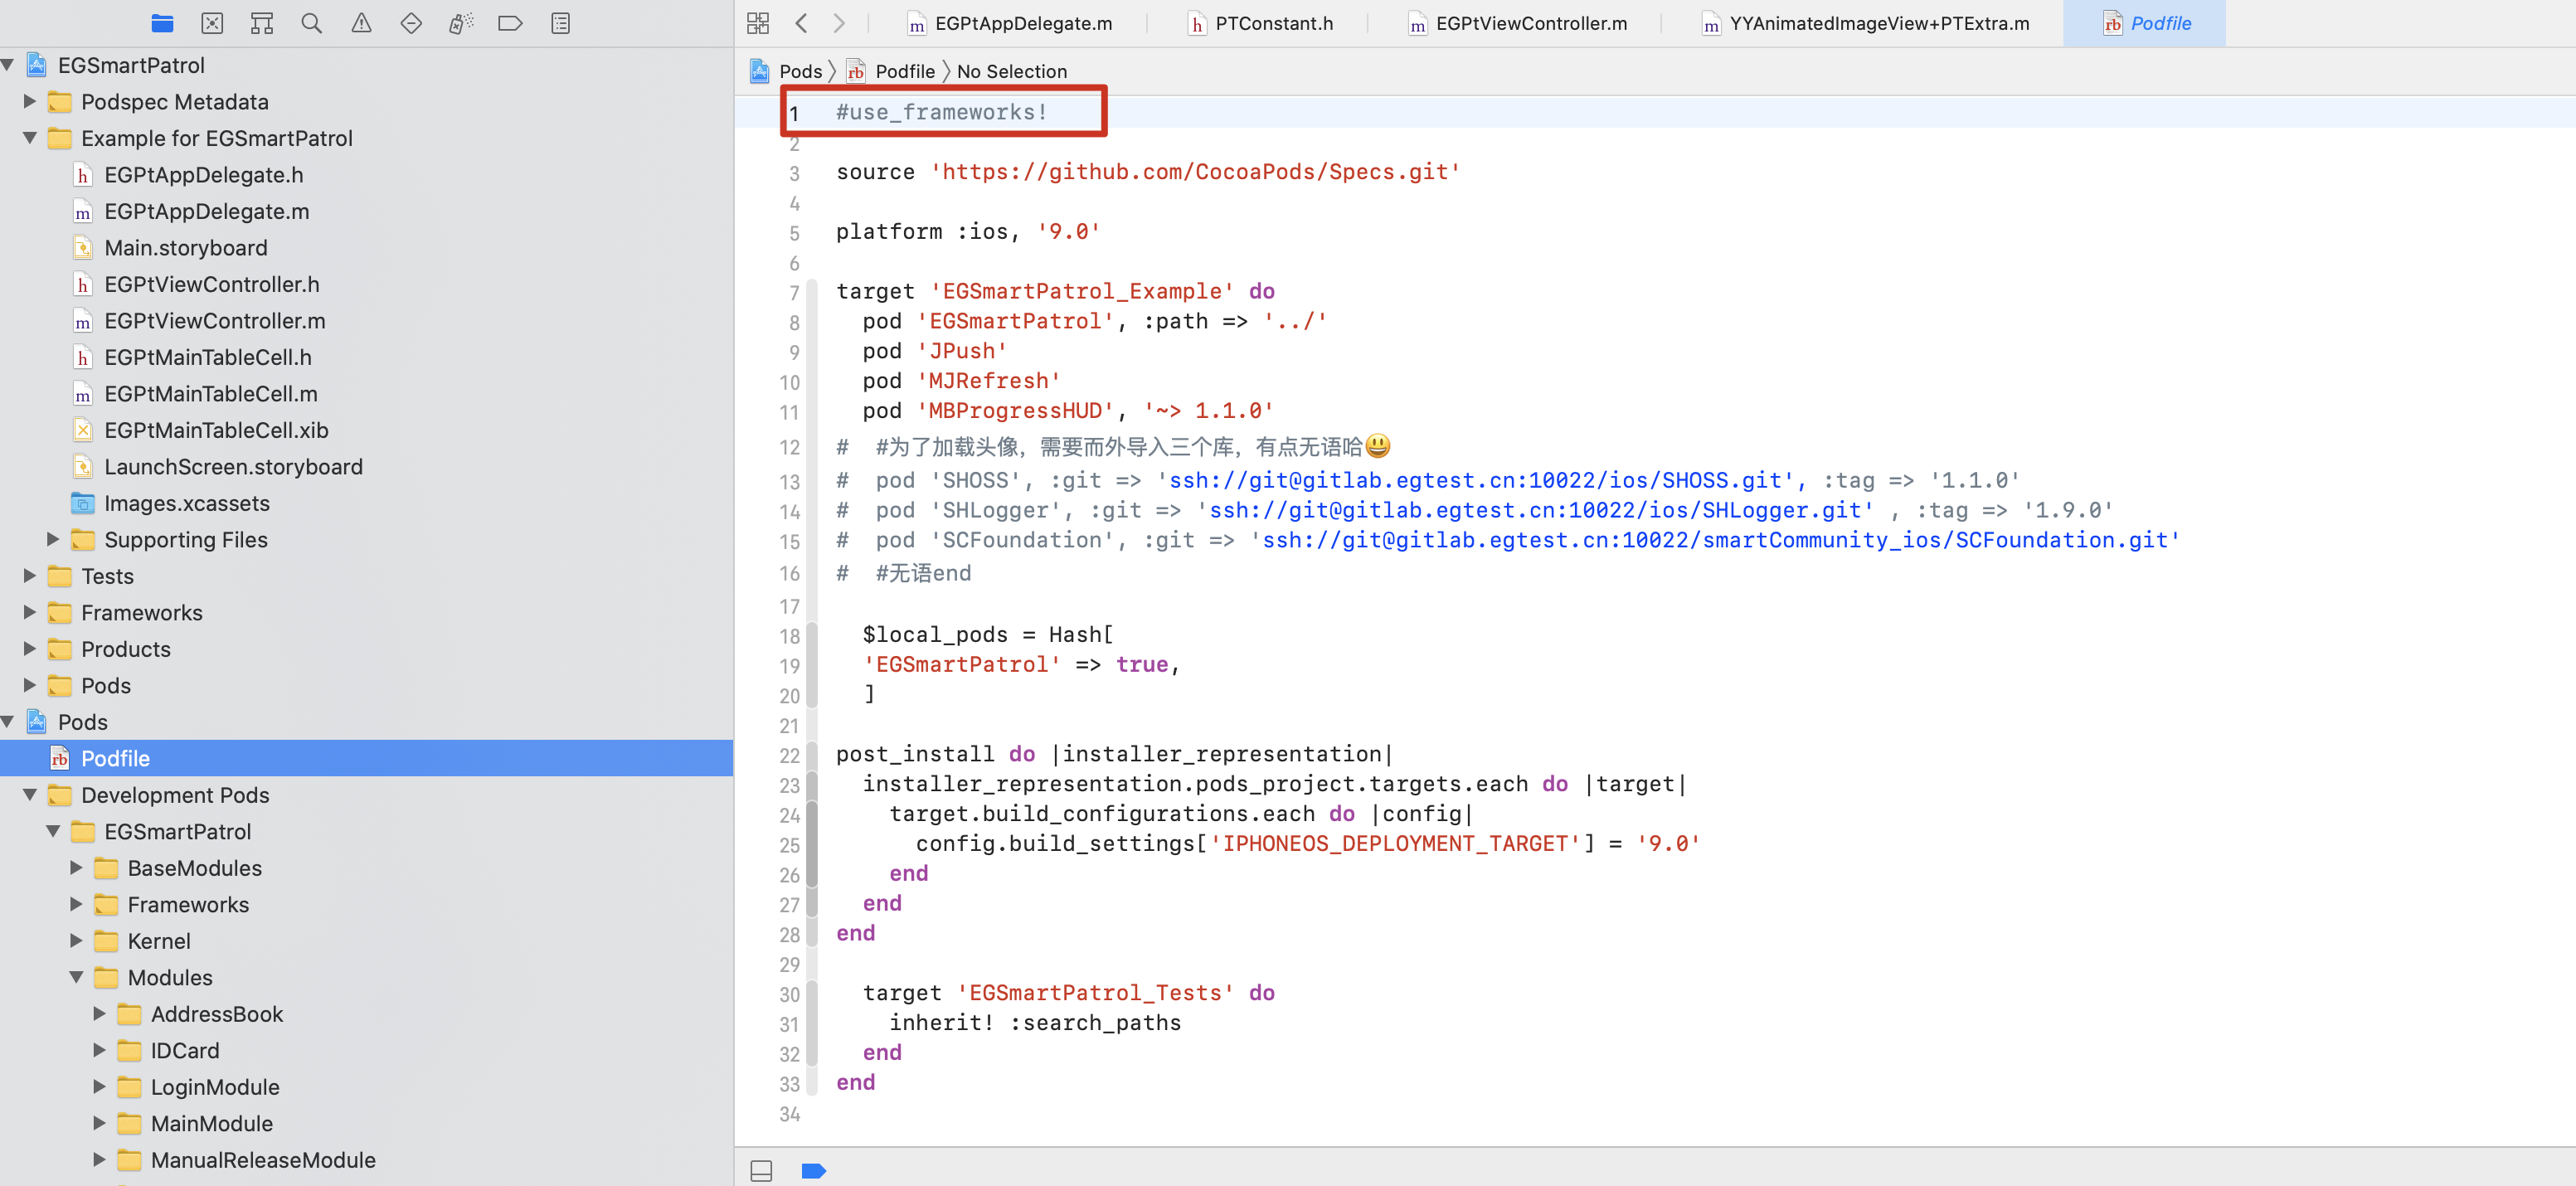 EGPtAppDelegate.m
PTConstant.h
EGPtViewController.m
YYAnimatedImageView+PTExtra.m
Podfile
EGSmartPatrol
Podspec Metadata
Example for EGSmartPatrol
EGPtAppDelegate.h
EGPtAppDelegate.m
Main.storyboard
EGPtViewController.h
EGPtViewController.m
EGPtMainTableCell.h
EGPtMainTableCell.m
EGPtMainTableCell.xib
LaunchScreen.storyboard
Images.xcassets
Supporting Files
Tests
Frameworks
Products
Pods
Pods
Podfile
Development Pods
EGSmartPatrol
BaseModules
Frameworks
Kernel
Modules
AddressBook
IDCard
LoginModule
MainModule
ManualReleaseModule
Pods 〉 Podfile 〉 No Selection
1 #use_frameworks!
2
3 source 'https://github.com/CocoaPods/Specs.git'
4
5 platform :ios, '9.0'
6
7 target 'EGSmartPatrol_Example' do
8 pod 'EGSmartPatrol', :path => '../'
9 pod 'JPush'
10 pod 'MJRefresh'
11 pod 'MBProgressHUD', '~> 1.1.0'
12 # #为了加载头像，需要而外导入三个库，有点无语哈😃
13 # pod 'SHOSS', :git => 'ssh://git@gitlab.egtest.cn:10022/ios/SHOSS.git', :tag => '1.1.0'
14 # pod 'SHLogger', :git => 'ssh://git@gitlab.egtest.cn:10022/ios/SHLogger.git' , :tag => '1.9.0'
15 # pod 'SCFoundation', :git => 'ssh://git@gitlab.egtest.cn:10022/smartCommunity_ios/SCFoundation.git'
16 # #无语end
17
18 $local_pods = Hash[
19 'EGSmartPatrol' => true,
20 ]
21
22 post_install do |installer_representation|
23 installer_representation.pods_project.targets.each do |target|
24 target.build_configurations.each do |config|
25 config.build_settings['IPHONEOS_DEPLOYMENT_TARGET'] = '9.0'
26 end
27 end
28 end
29
30 target 'EGSmartPatrol_Tests' do
31 inherit! :search_paths
32 end
33 end
34